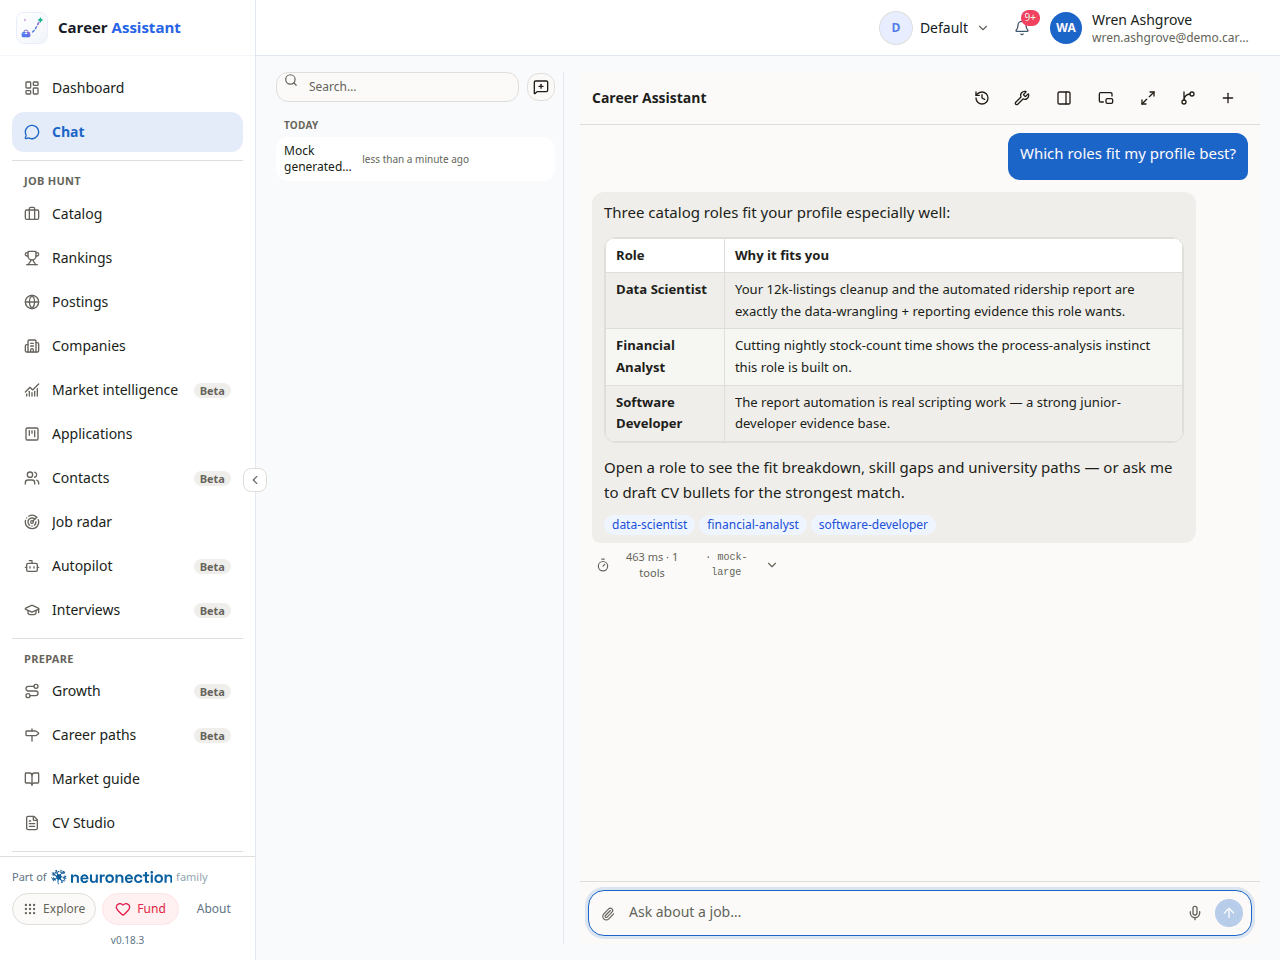 Career Assistant
Dashboard
Chat
JOB HUNT
Catalog
Rankings
Postings
Companies
Market intelligence Beta
Applications
Contacts Beta
Job radar
Autopilot Beta
Interviews Beta
PREPARE
Growth Beta
Career paths Beta
Market guide
CV Studio
Part of neuronection family
Explore Fund About
v0.18.3
D Default
9+
WA
Wren Ashgrove
wren.ashgrove@demo.car...
Search...
TODAY
Mock
generated...
less than a minute ago
Career Assistant
Which roles fit my profile best?
Three catalog roles fit your profile especially well:
Role Why it fits you
Data Scientist
Your 12k-listings cleanup and the automated ridership report are
exactly the data-wrangling + reporting evidence this role wants.
Financial
Analyst
Cutting nightly stock-count time shows the process-analysis instinct
this role is built on.
Software
Developer
The report automation is real scripting work — a strong junior-
developer evidence base.
Open a role to see the fit breakdown, skill gaps and university paths — or ask me
to draft CV bullets for the strongest match.
data-scientist financial-analyst software-developer
463 ms · 1
tools
· mock-
large
Ask about a job...